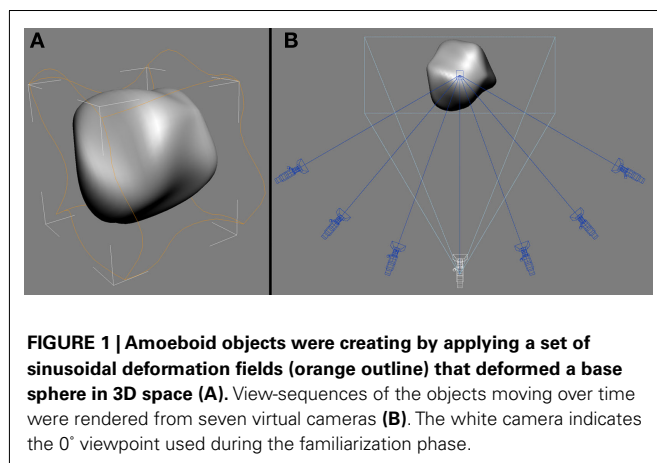 A
B
FIGURE 1 | Amoeboid objects were creating by applying a set of
sinusoidal deformation fields (orange outline) that deformed a base
sphere in 3D space (A). View-sequences of the objects moving over time
were rendered from seven virtual cameras (B). The white camera indicates
the 0˚ viewpoint used during the familiarization phase.